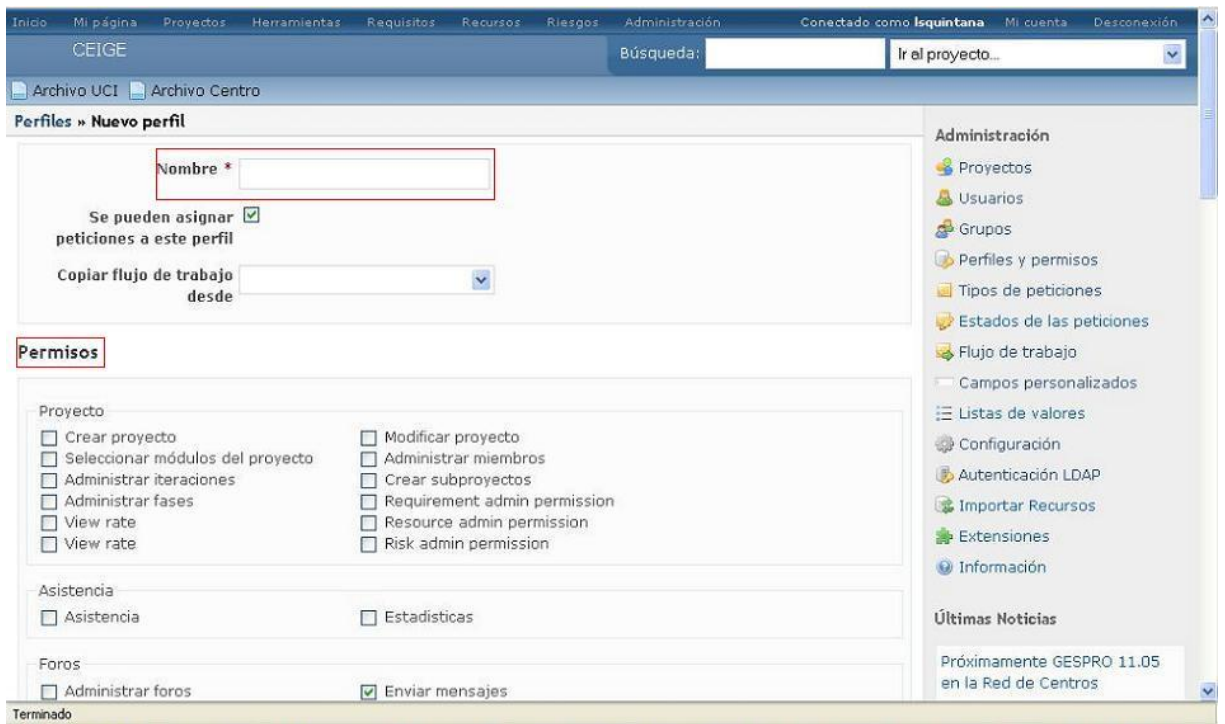 Inicio Mi página Proyectos Herramientas Requisitos Recursos Riesgos Administración Conectado como lsquintana Mi cuenta Desconexión
CEIGE Búsqueda: Ir al proyecto...
Archivo UCI Archivo Centro
Perfiles » Nuevo perfil
Nombre *
Se pueden asignar
peticiones a este perfil
Copiar flujo de trabajo
desde
Permisos
Proyecto
Crear proyecto Modificar proyecto
Seleccionar módulos del proyecto Administrar miembros
Administrar iteraciones Crear subproyectos
Administrar fases Requirement admin permission
View rate Resource admin permission
View rate Risk admin permission
Asistencia
Asistencia Estadisticas
Foros
Administrar foros Enviar mensajes
Administración
Proyectos
Usuarios
Grupos
Perfiles y permisos
Tipos de peticiones
Estados de las peticiones
Flujo de trabajo
Campos personalizados
Listas de valores
Configuración
Autenticación LDAP
Importar Recursos
Extensiones
Información
Últimas Noticias
Próximamente GESPRO 11.05
en la Red de Centros
Terminado